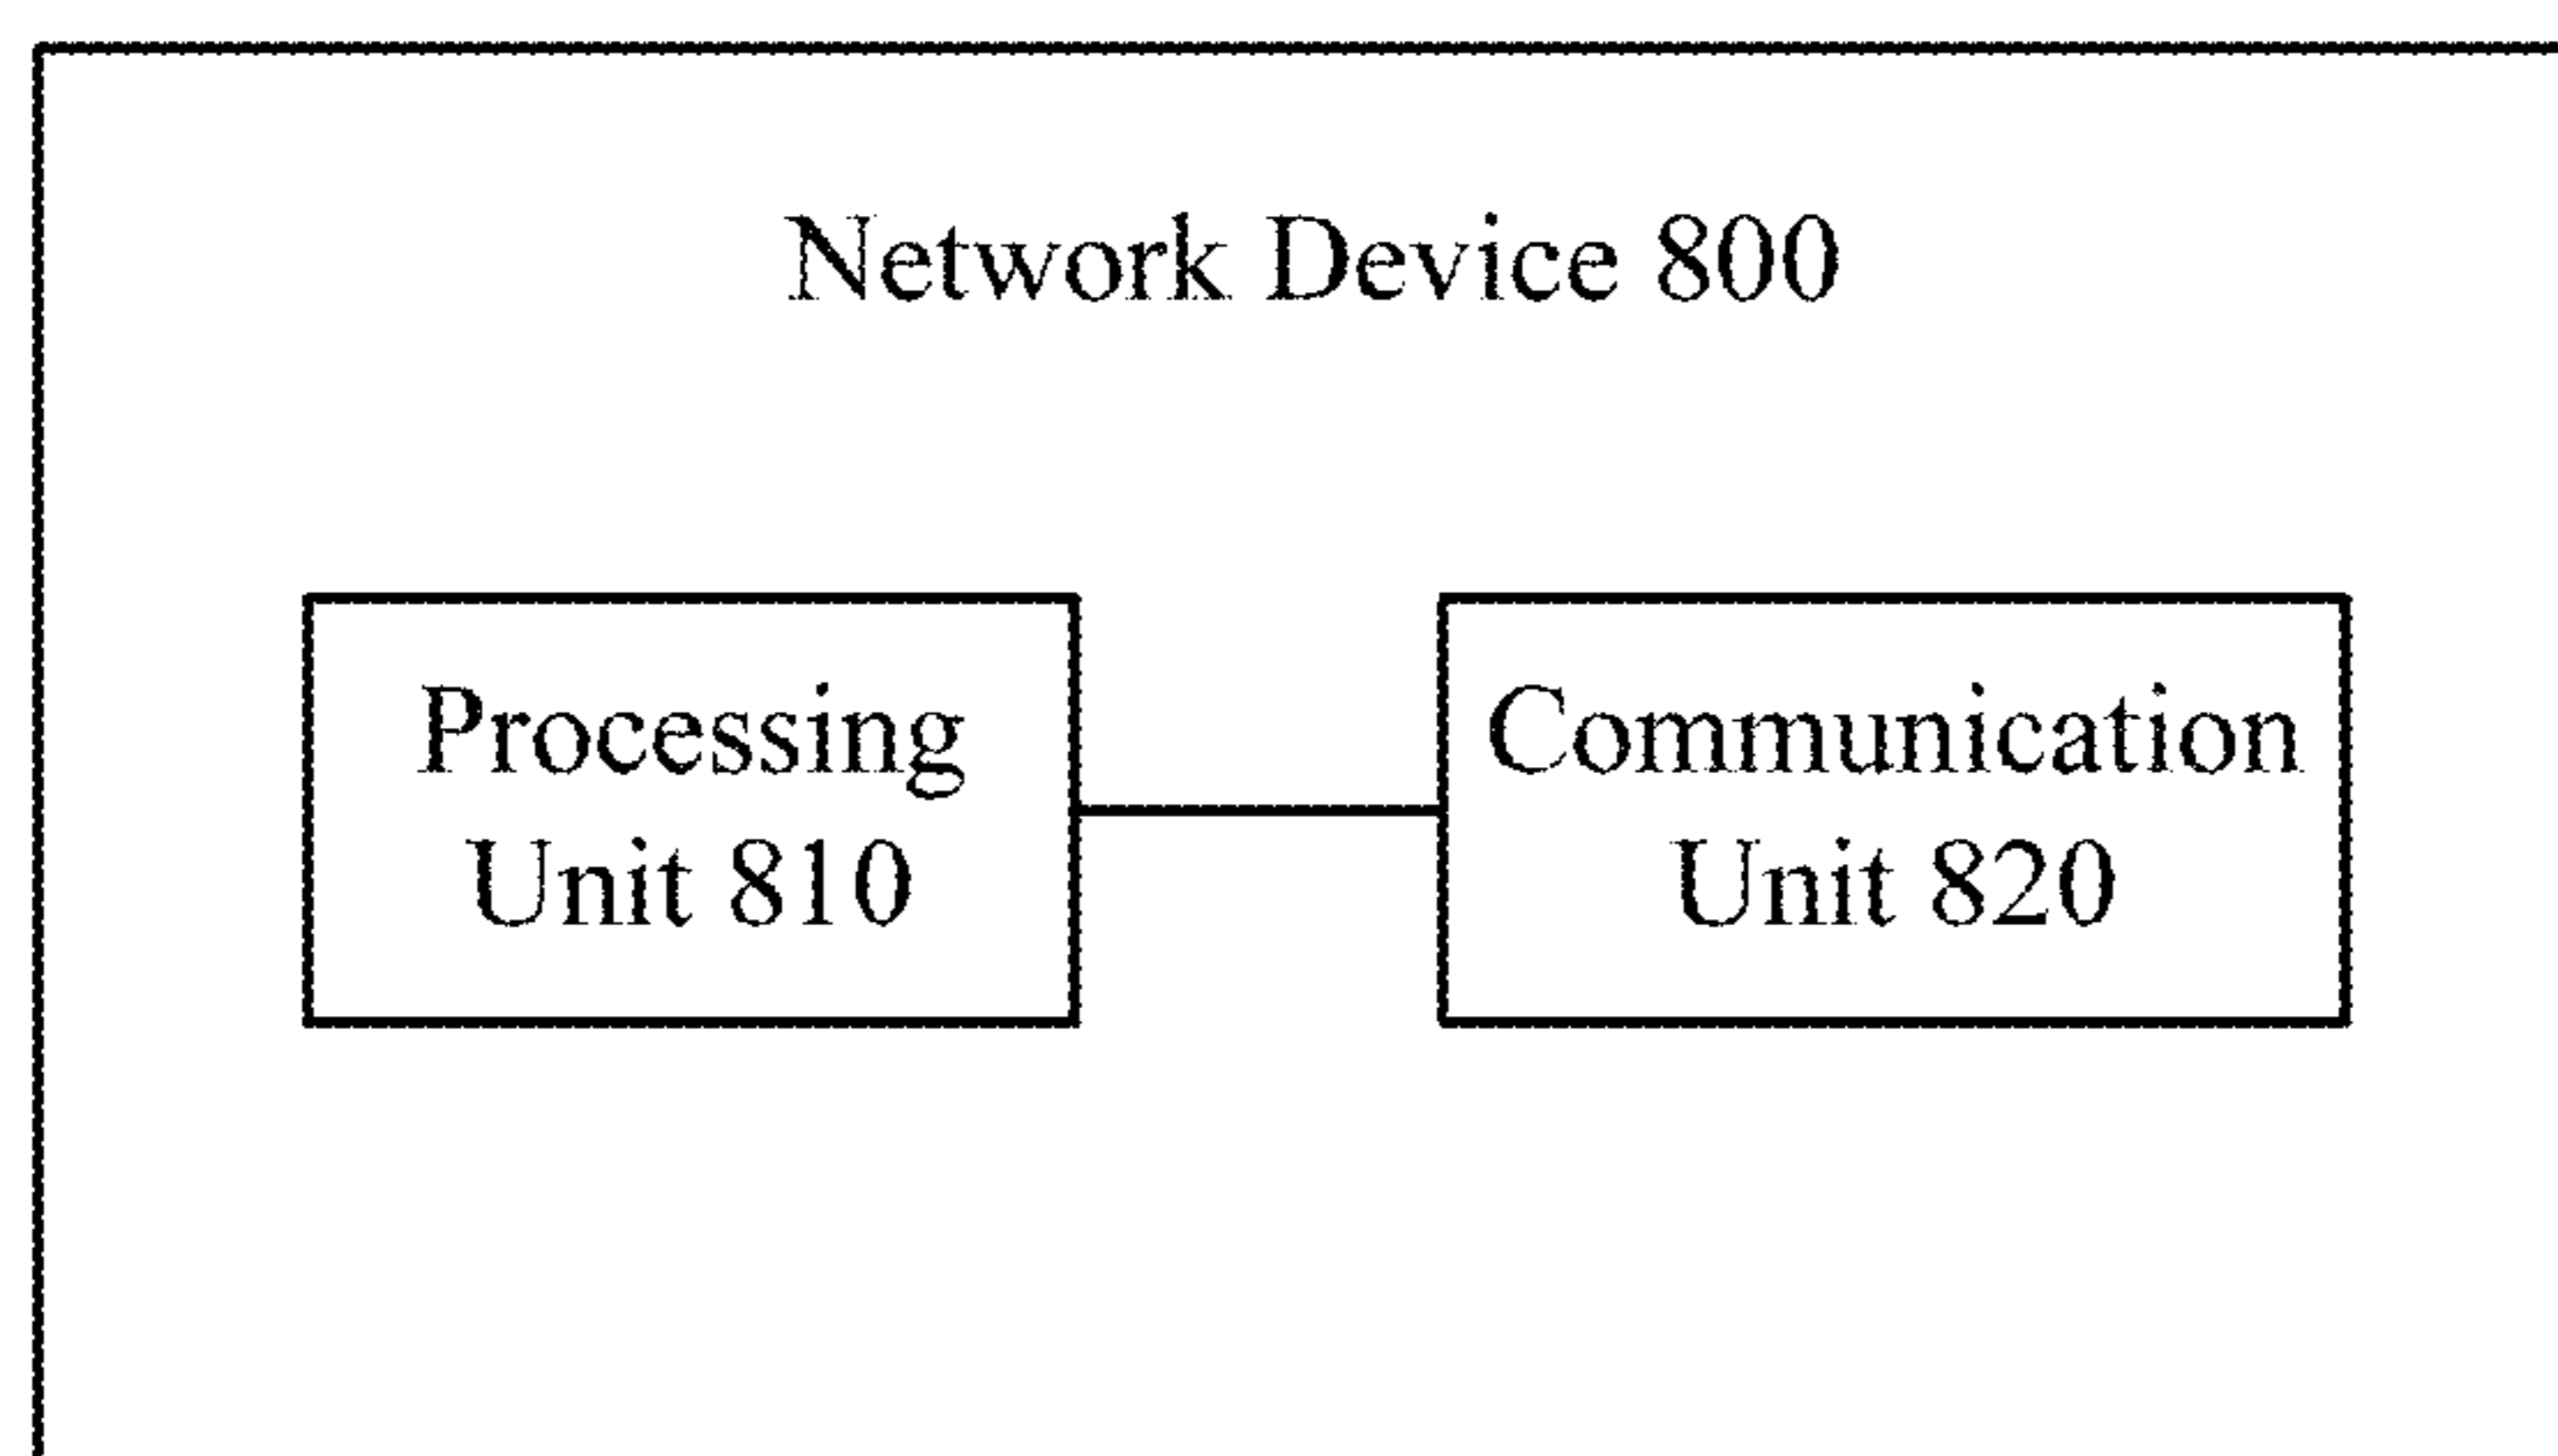 Network Device 800
Processing
Unit 810
Communication
Unit 820